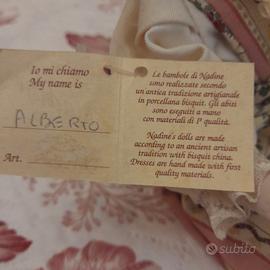 Io mi chiamo
My name is
ALBERTO
Art.
Le bambole di Nadine
sono realizzate secondo
un'antica tradizione artigianale
in porcellana bisquit. Gli abiti
sono eseguiti a mano
con materiali di Iª qualità.
Nadine's dolls are made
according to an ancient artisan
tradition with bisquit china.
Dresses are hand made with first
quality materials.
subito